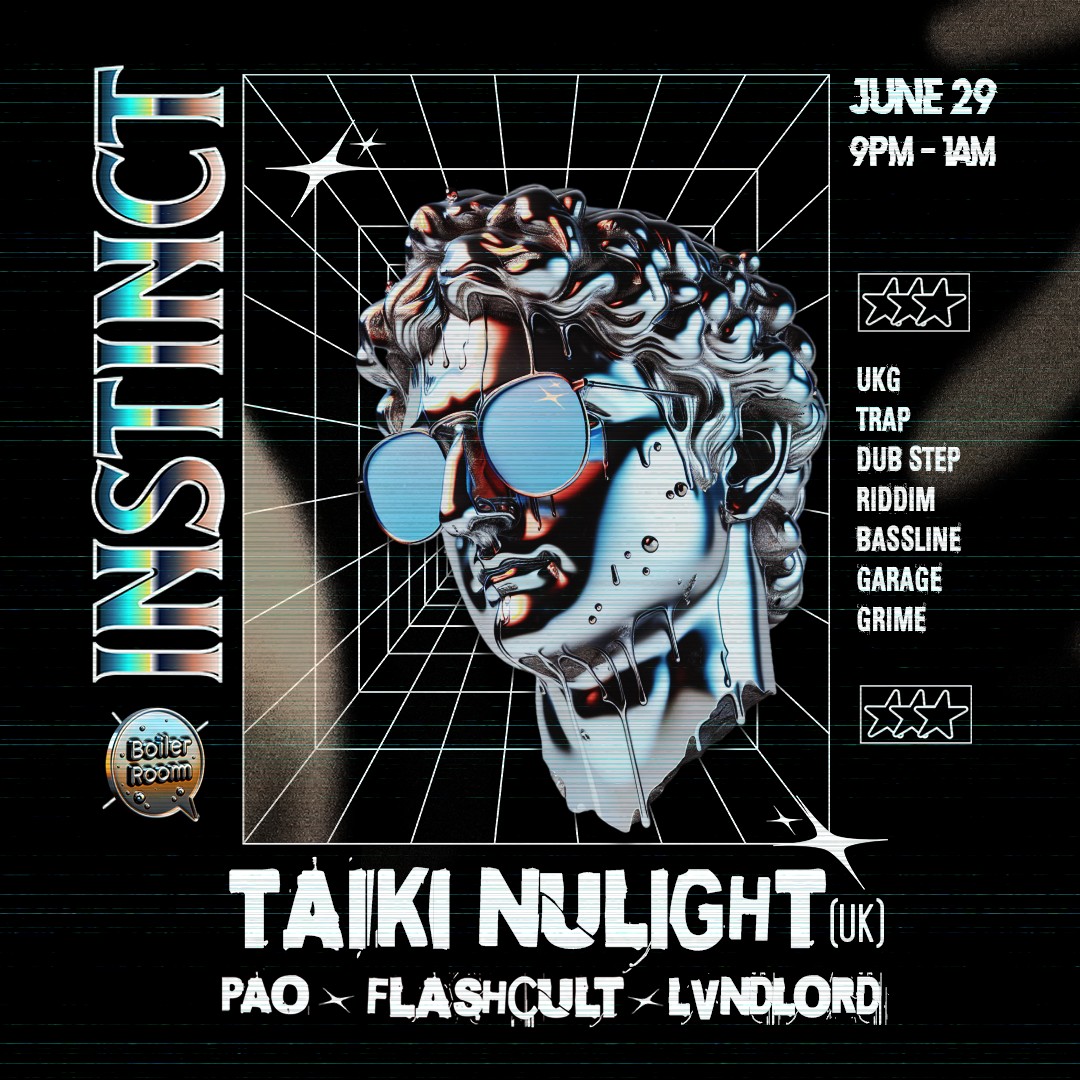 INSTINCT
JUNE 29
9PM - 1AM
UKG
TRAP
DUB STEP
RIDDIM
BASSLINE
GARAGE
GRIME
Boiler
Room
TAIKI NULIGHT (UK)
PAO FLASHCULT LVNDLORD